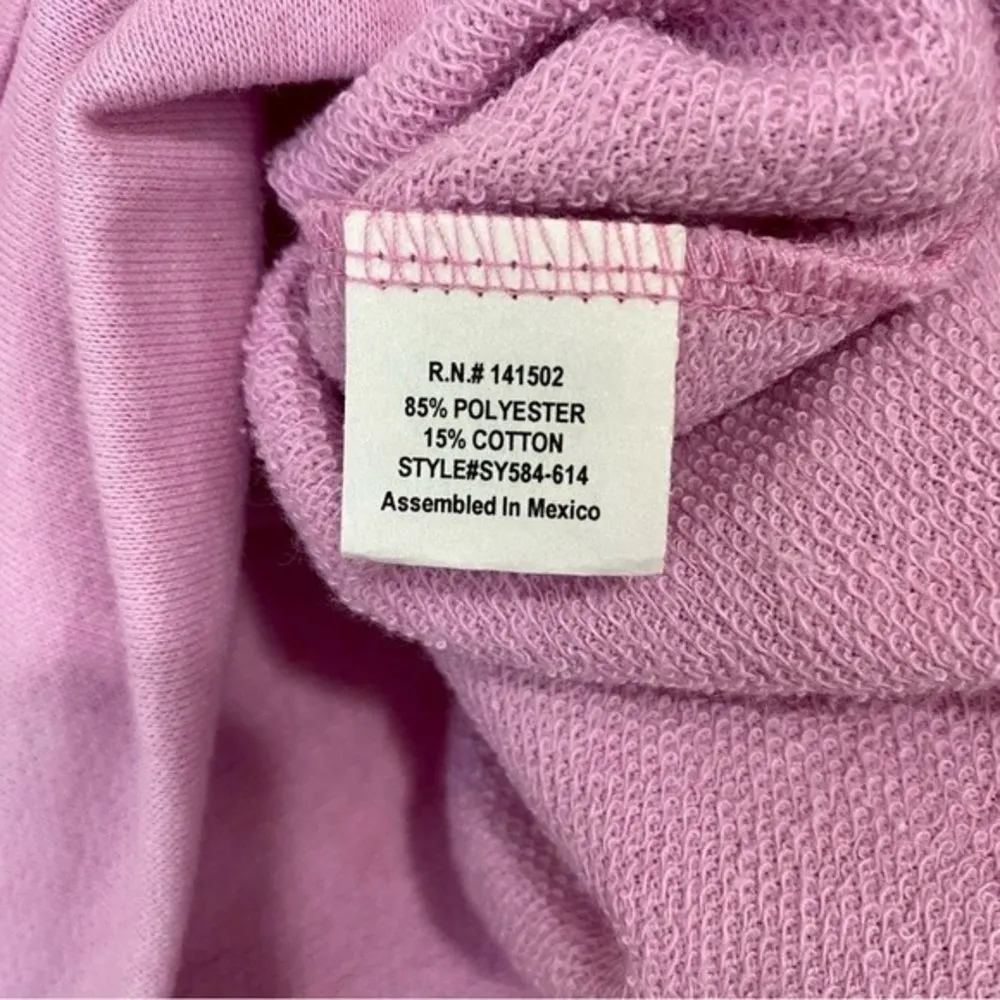 R.N.# 141502
85% POLYESTER
15% COTTON
STYLE#SY584-614
Assembled In Mexico